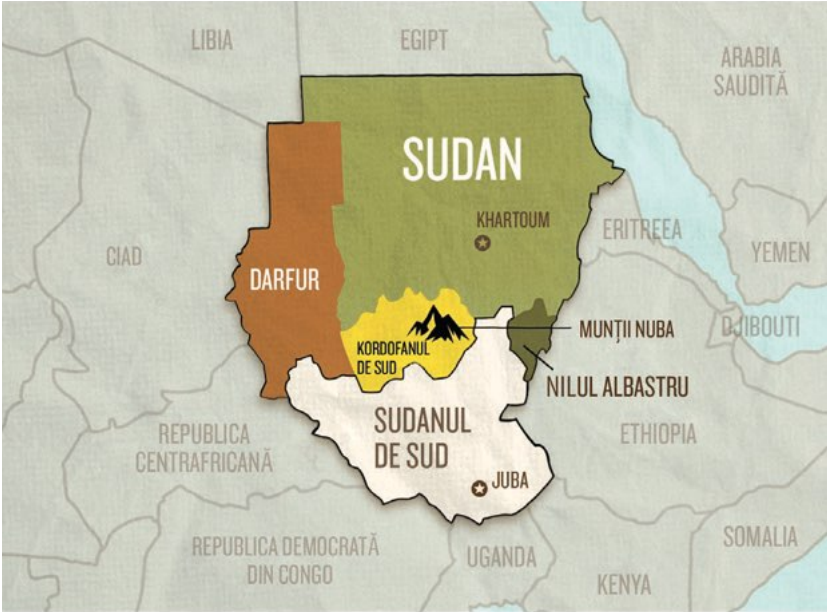 LIBIA
EGIPT
ARABIA
SAUDITĂ
SUDAN
KHARTOUM
ERITREEA
CIAD
YEMEN
DARFUR
DJIBOUTI
MUNȚII NUBA
KORDOFANUL
DE SUD
NILUL ALBASTRU
SUDANUL
DE SUD
REPUBLICA
CENTRAFRICANĂ
ETHIOPIA
JUBA
REPUBLICA DEMOCRATĂ
DIN CONGO
UGANDA
SOMALIA
KENYA